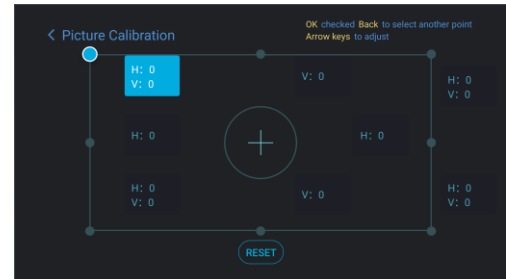 Picture Calibration
OK checked Back to select another point
Arrow keys to adjust
H: 0
V: 0
V: 0
H: 0
V: 0
H: 0
H: 0
H: 0
V: 0
V: 0
H: 0
V: 0
RESET